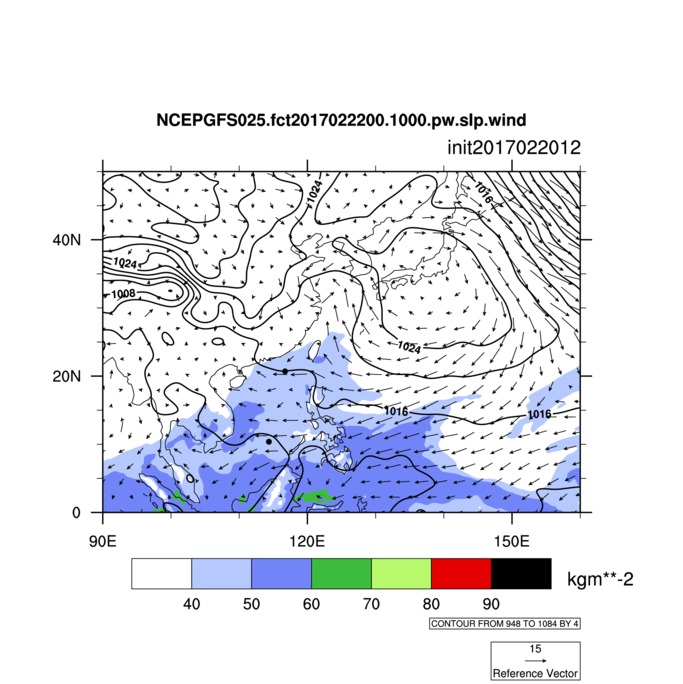 NCEPGFS025.fct2017022200.1000.pw.slp.wind
init2017022012
1024
1016
40N
1024
1008
1024
20N
1016
1016
0
0
90E 120E 150E
kgm**-2
40 50 60 70 80 90
CONTOUR FROM 948 TO 1084 BY 4
15
Reference Vector